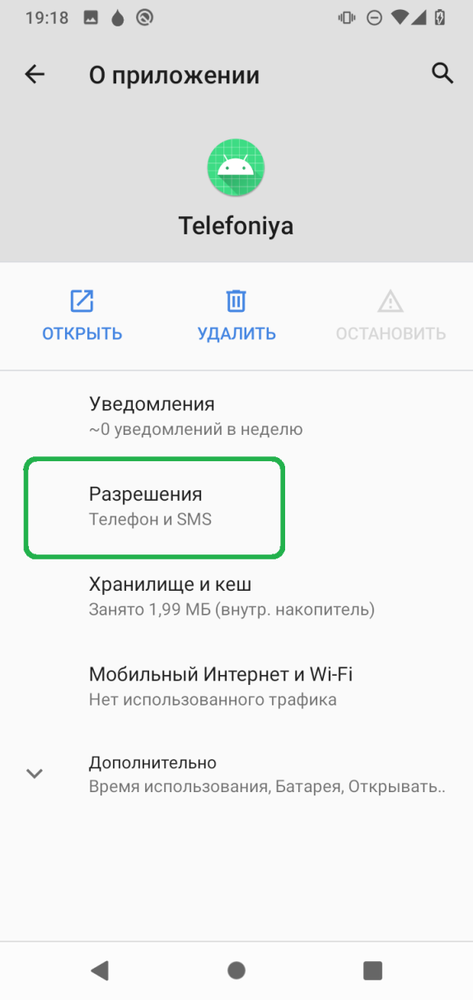 19:18
О приложении
Telefoniya
ОТКРЫТЬ
УДАЛИТЬ
ОСТАНОВИТЬ
Уведомления
~0 уведомлений в неделю
Разрешения
Телефон и SMS
Хранилище и кеш
Занято 1,99 МБ (внутр. накопитель)
Мобильный Интернет и Wi-Fi
Нет использованного трафика
Дополнительно
Время использования, Батарея, Открывать..